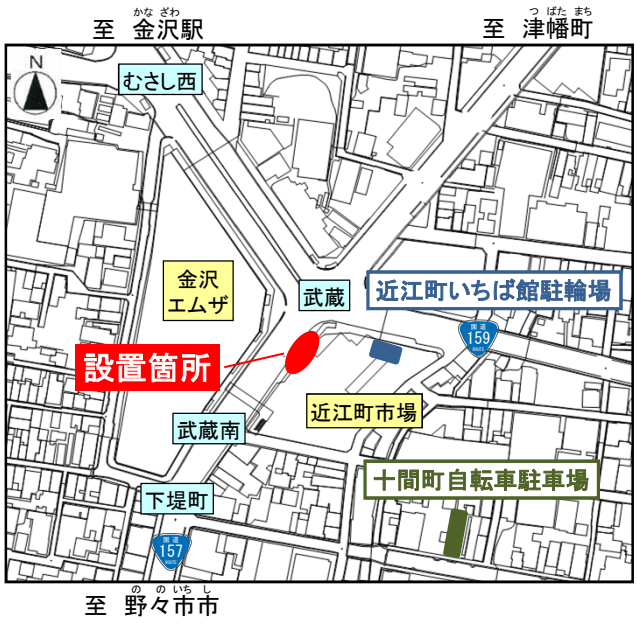 かな ざわ
至 金沢駅
つ ばた まち
至 津幡町
N
むさし西
金沢
エムザ
武蔵
近江町いちば館駐輪場
国道
159
ROUTE
設置箇所
近江町市場
武蔵南
十間町自転車駐車場
下堤町
国道
157
ROUTE
の の いち し
至 野々市市